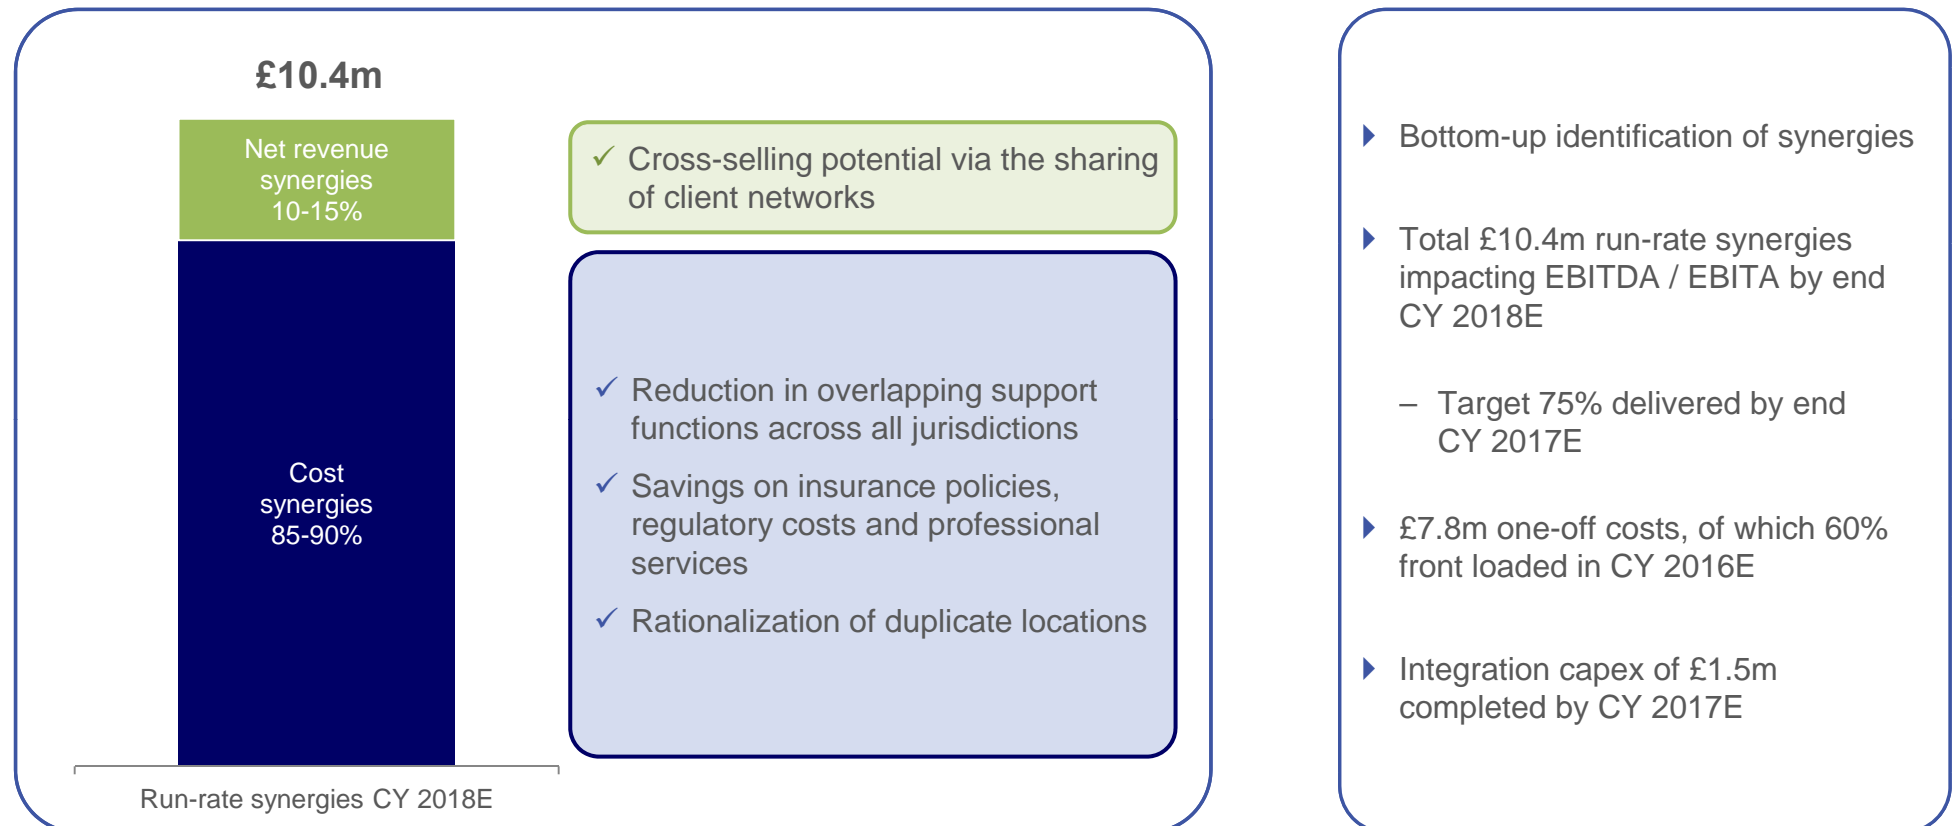 £10.4m
Net revenue
synergies
10-15%
Cost
synergies
85-90%
Run-rate synergies CY 2018E
✓ Cross-selling potential via the sharing
of client networks
✓ Reduction in overlapping support
functions across all jurisdictions
✓ Savings on insurance policies,
regulatory costs and professional
services
✓ Rationalization of duplicate locations
Bottom-up identification of synergies
Total £10.4m run-rate synergies
impacting EBITDA / EBITA by end
CY 2018E
– Target 75% delivered by end
CY 2017E
£7.8m one-off costs, of which 60%
front loaded in CY 2016E
Integration capex of £1.5m
completed by CY 2017E